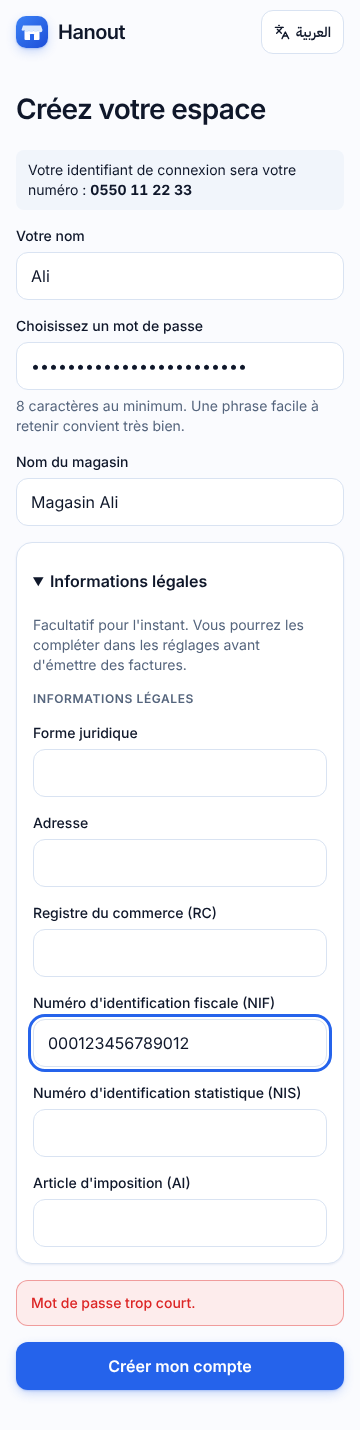 Hanout
العربية
Créez votre espace
Votre identifiant de connexion sera votre
numéro : 0550 11 22 33
Votre nom
Ali
Choisissez un mot de passe
••••••••••••••••••••••••
8 caractères au minimum. Une phrase facile à
retenir convient très bien.
Nom du magasin
Magasin Ali
▼ Informations légales
Facultatif pour l'instant. Vous pourrez les
compléter dans les réglages avant
d'émettre des factures.
INFORMATIONS LÉGALES
Forme juridique
Adresse
Registre du commerce (RC)
Numéro d'identification fiscale (NIF)
000123456789012
Numéro d'identification statistique (NIS)
Article d'imposition (AI)
Mot de passe trop court.
Créer mon compte